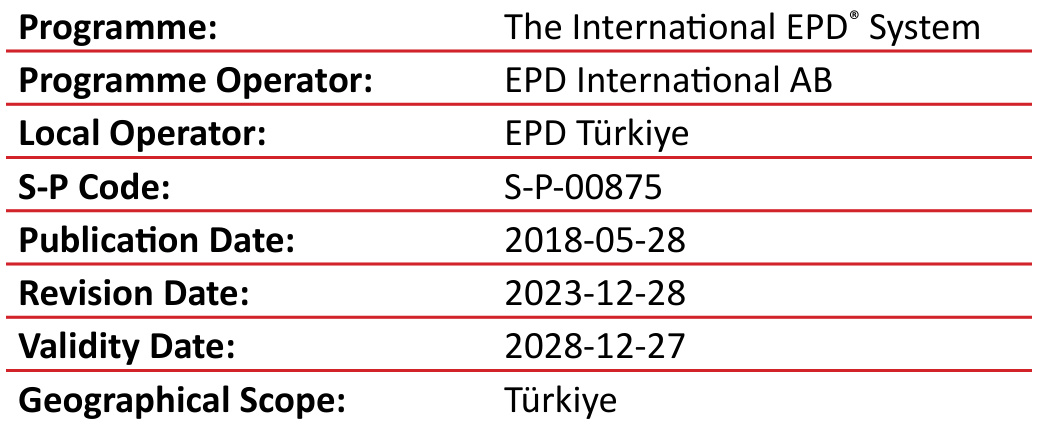 Programme: The International EPD® System
Programme Operator: EPD International AB
Local Operator: EPD Türkiye
S-P Code: S-P-00875
Publication Date: 2018-05-28
Revision Date: 2023-12-28
Validity Date: 2028-12-27
Geographical Scope: Türkiye